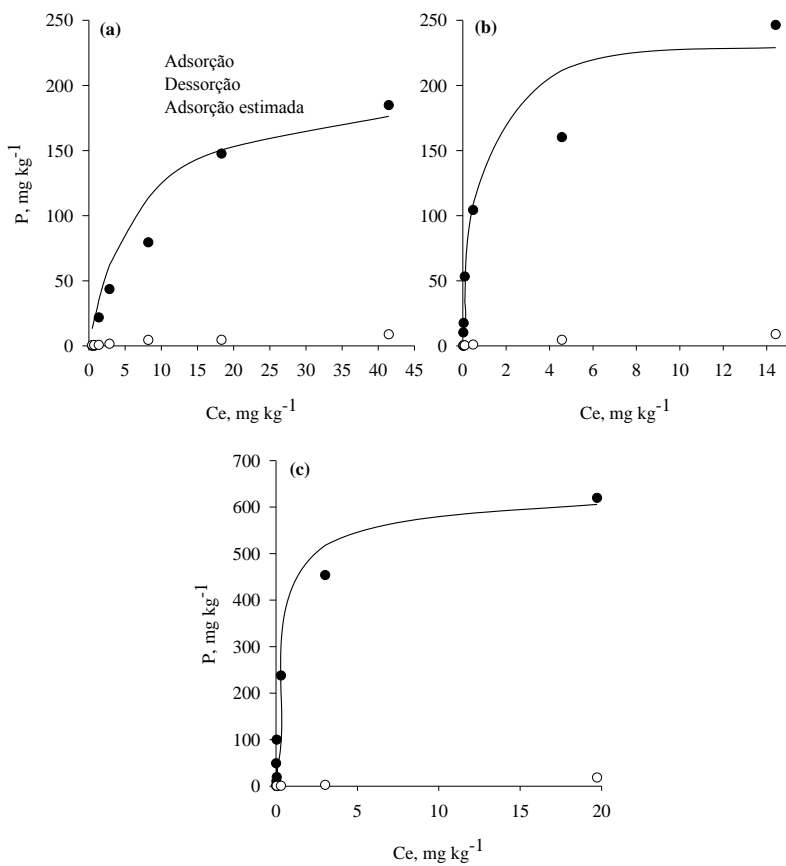 (a)
Adsorção
Dessorção
Adsorção estimada
P, mg kg-1
250
200
150
100
50
0
0 5 10 15 20 25 30 35 40 45
Ce, mg kg-1
(b)
250
200
150
100
50
0
0 2 4 6 8 10 12 14
Ce, mg kg-1
(c)
P, mg kg-1
700
600
500
400
300
200
100
0
0 5 10 15 20
Ce, mg kg-1